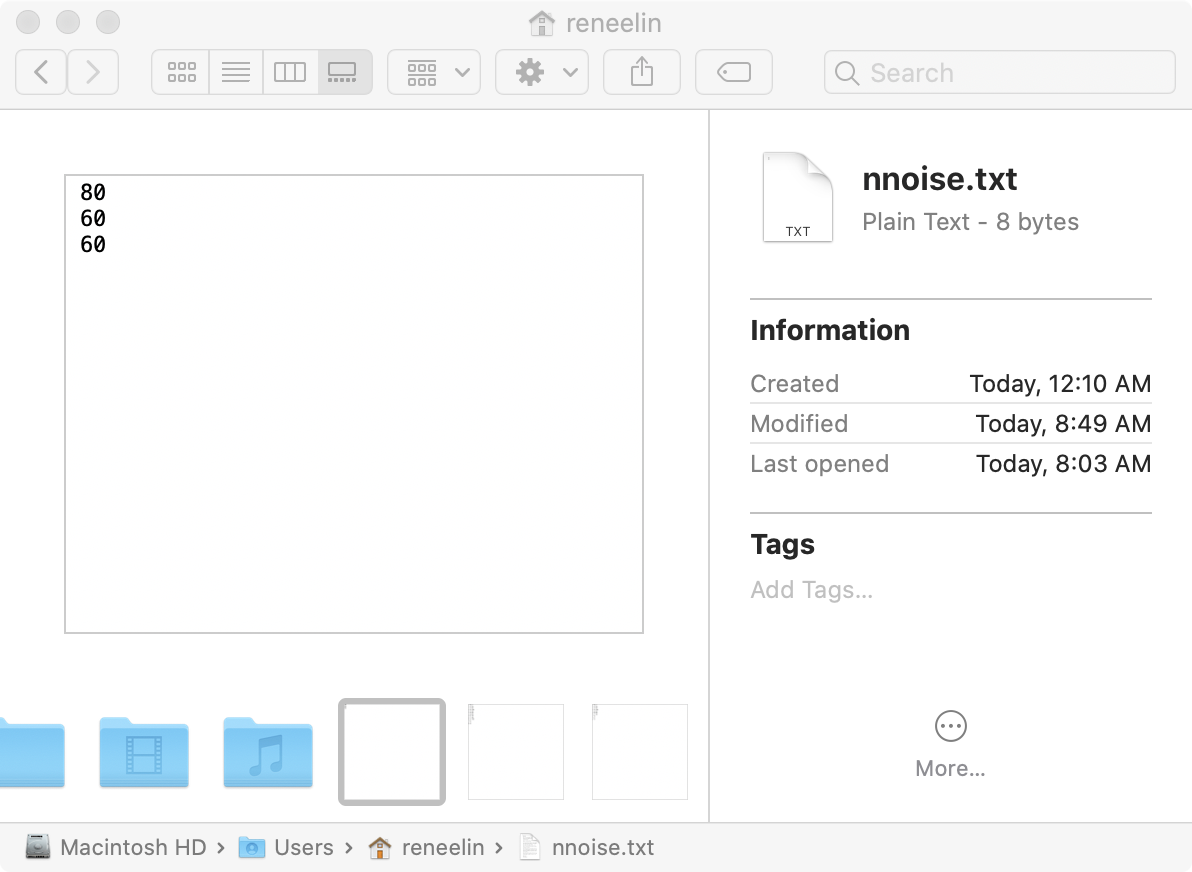 reneelin
Search
80
60
60
TXT
nnoise.txt
Plain Text - 8 bytes
Information
Created Today, 12:10 AM
Modified Today, 8:49 AM
Last opened Today, 8:03 AM
Tags
Add Tags...
More...
Macintosh HD › Users › reneelin › nnoise.txt